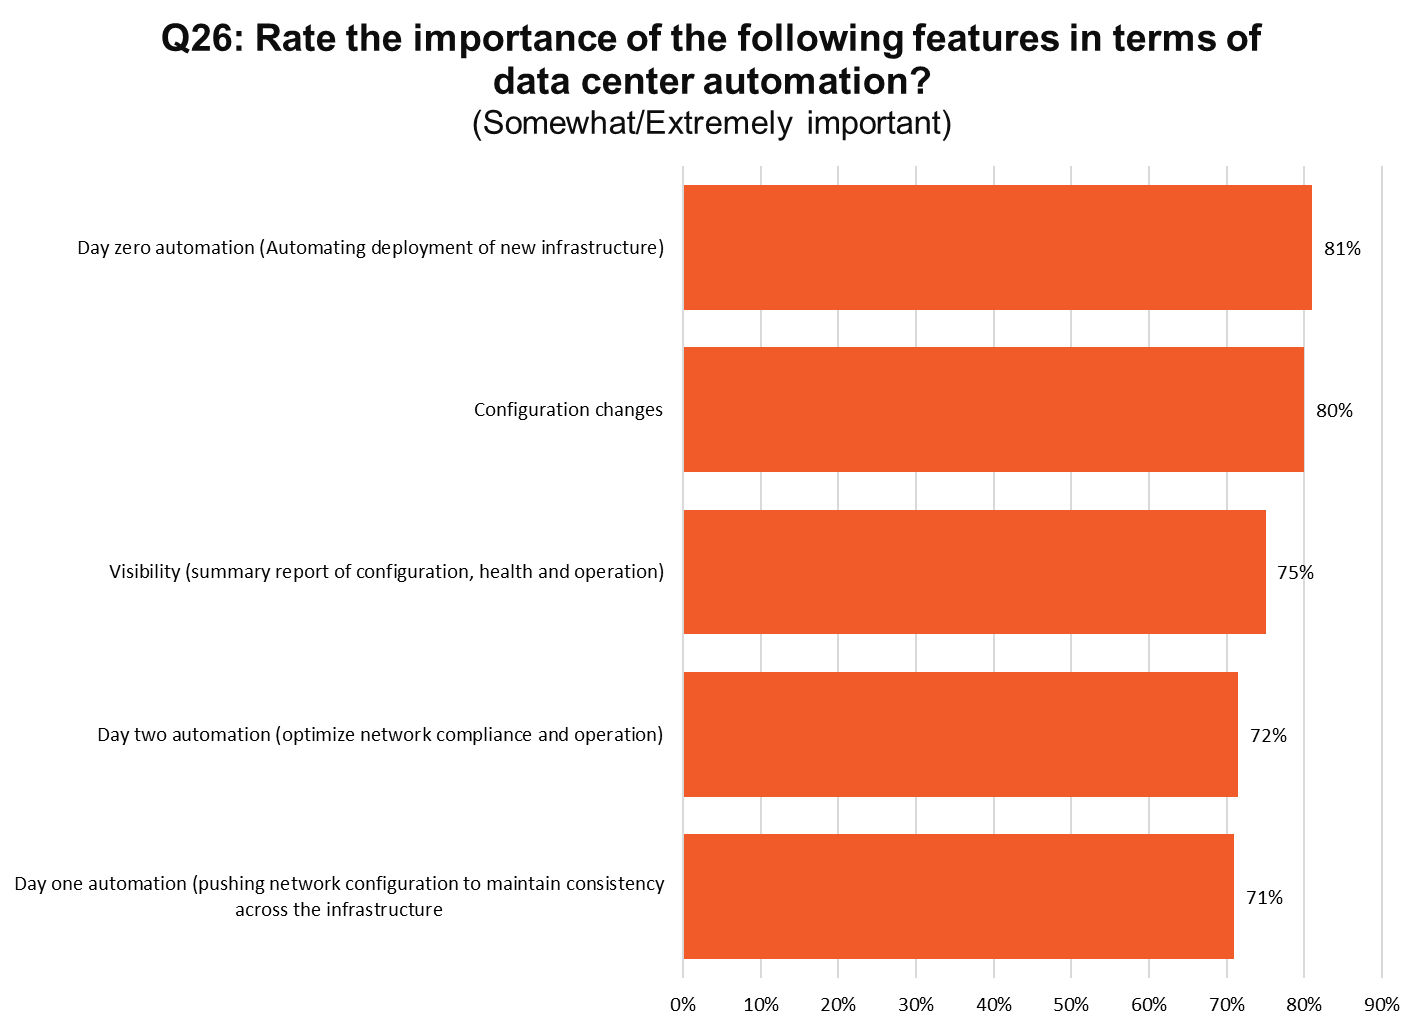 Q26: Rate the importance of the following features in terms of
data center automation?
(Somewhat/Extremely important)
Day zero automation (Automating deployment of new infrastructure)
81%
Configuration changes
80%
Visibility (summary report of configuration, health and operation)
75%
Day two automation (optimize network compliance and operation)
72%
Day one automation (pushing network configuration to maintain consistency
across the infrastructure
71%
0% 10% 20% 30% 40% 50% 60% 70% 80% 90%